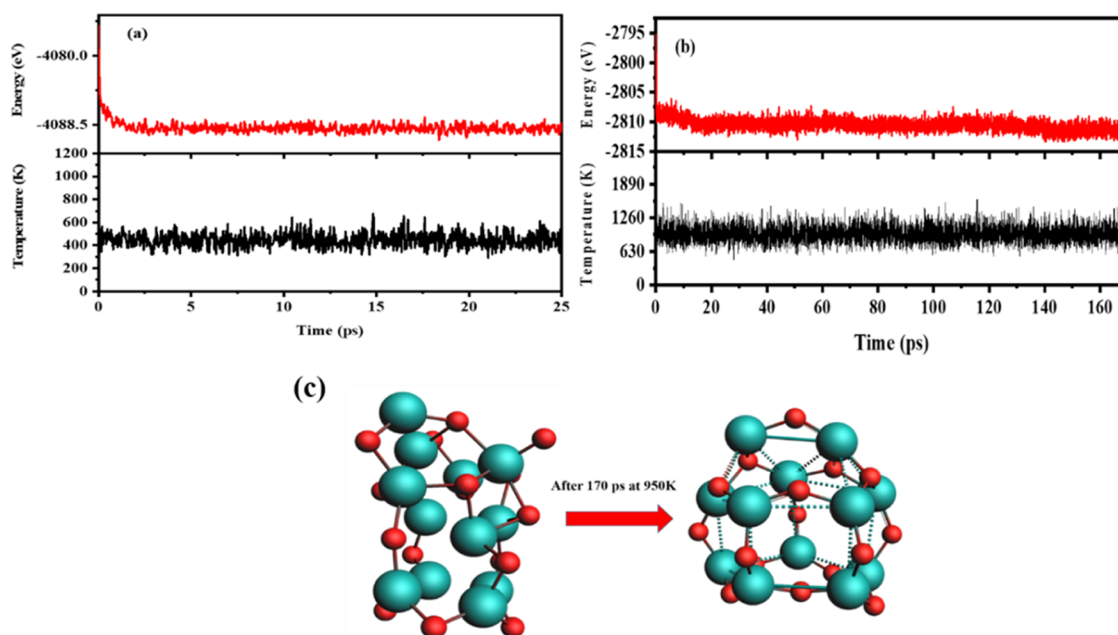 (a)
Energy (eV)
-4080.0
-4088.5
Temperature (K)
1200
1000
800
600
400
200
0
0 5 10 15 20 25
Time (ps)
(b)
Energy (eV)
-2795
-2800
-2805
-2810
-2815
Temperature (K)
1890
1260
630
0
0 20 40 60 80 100 120 140 160
Time (ps)
(c)
After 170 ps at 950K